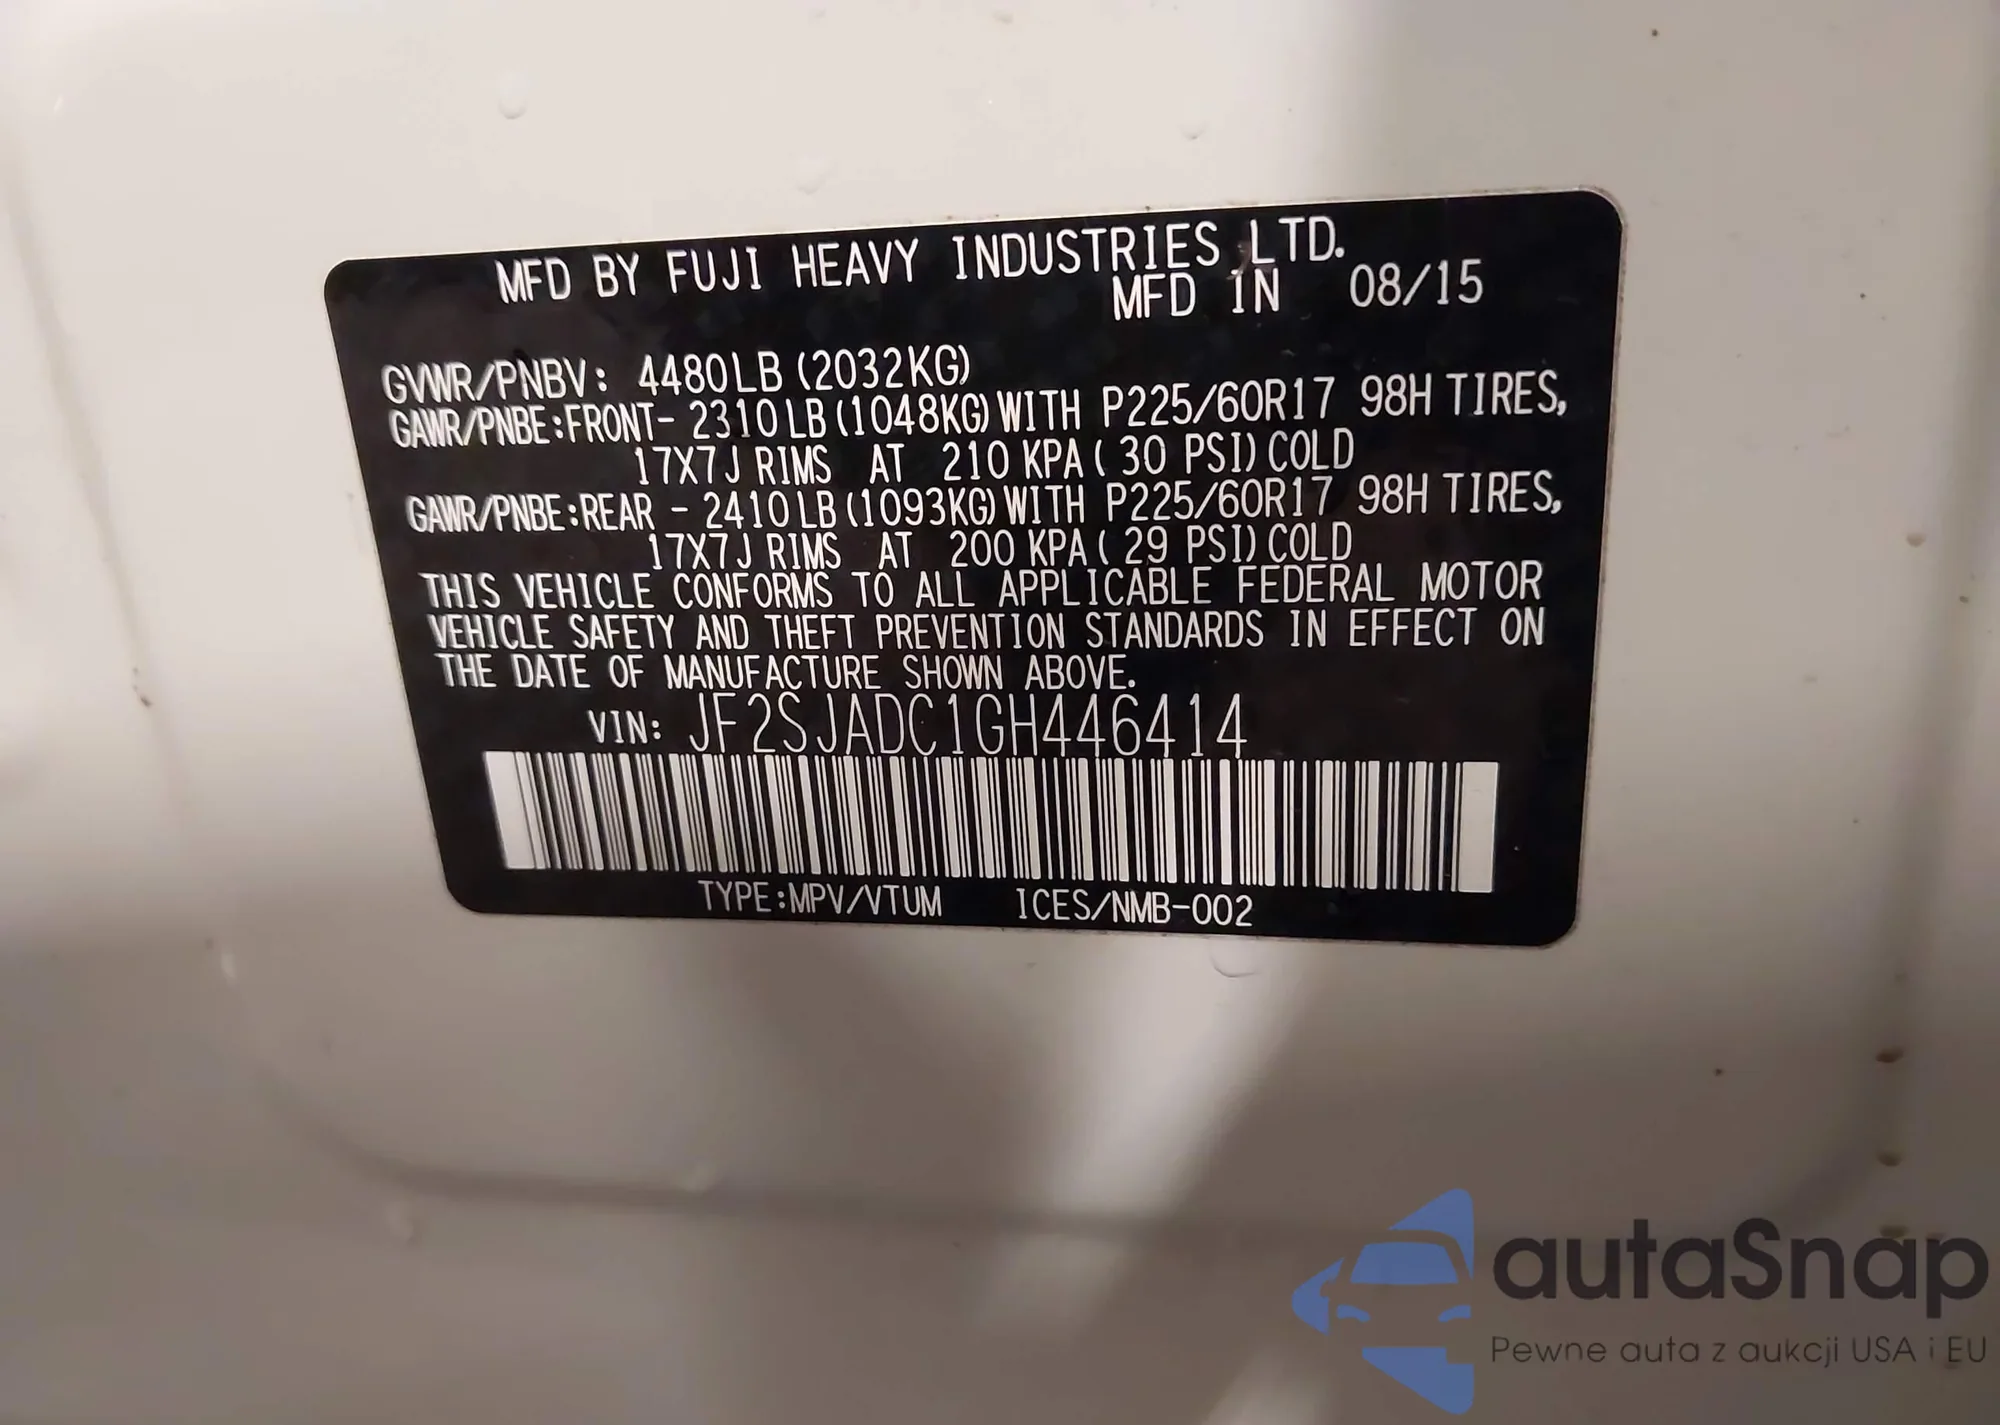 MFD BY FUJI HEAVY INDUSTRIES LTD.
MFD IN 08/15
GVWR/PNBV: 4480LB (2032KG)
GAWR/PNBE:FRONT- 2310LB (1048KG) WITH P225/60R17 98H TIRES,
17X7J RIMS AT 210 KPA ( 30 PSI) COLD
GAWR/PNBE:REAR - 2410LB (1093KG) WITH P225/60R17 98H TIRES,
17X7J RIMS AT 200 KPA ( 29 PSI) COLD
THIS VEHICLE CONFORMS TO ALL APPLICABLE FEDERAL MOTOR
VEHICLE SAFETY AND THEFT PREVENTION STANDARDS IN EFFECT ON
THE DATE OF MANUFACTURE SHOWN ABOVE.
VIN: JF2SJADC1GH446414
TYPE:MPV/VTUM ICES/NMB-002
autaSnap
Pewne auta z aukcji USA i EU